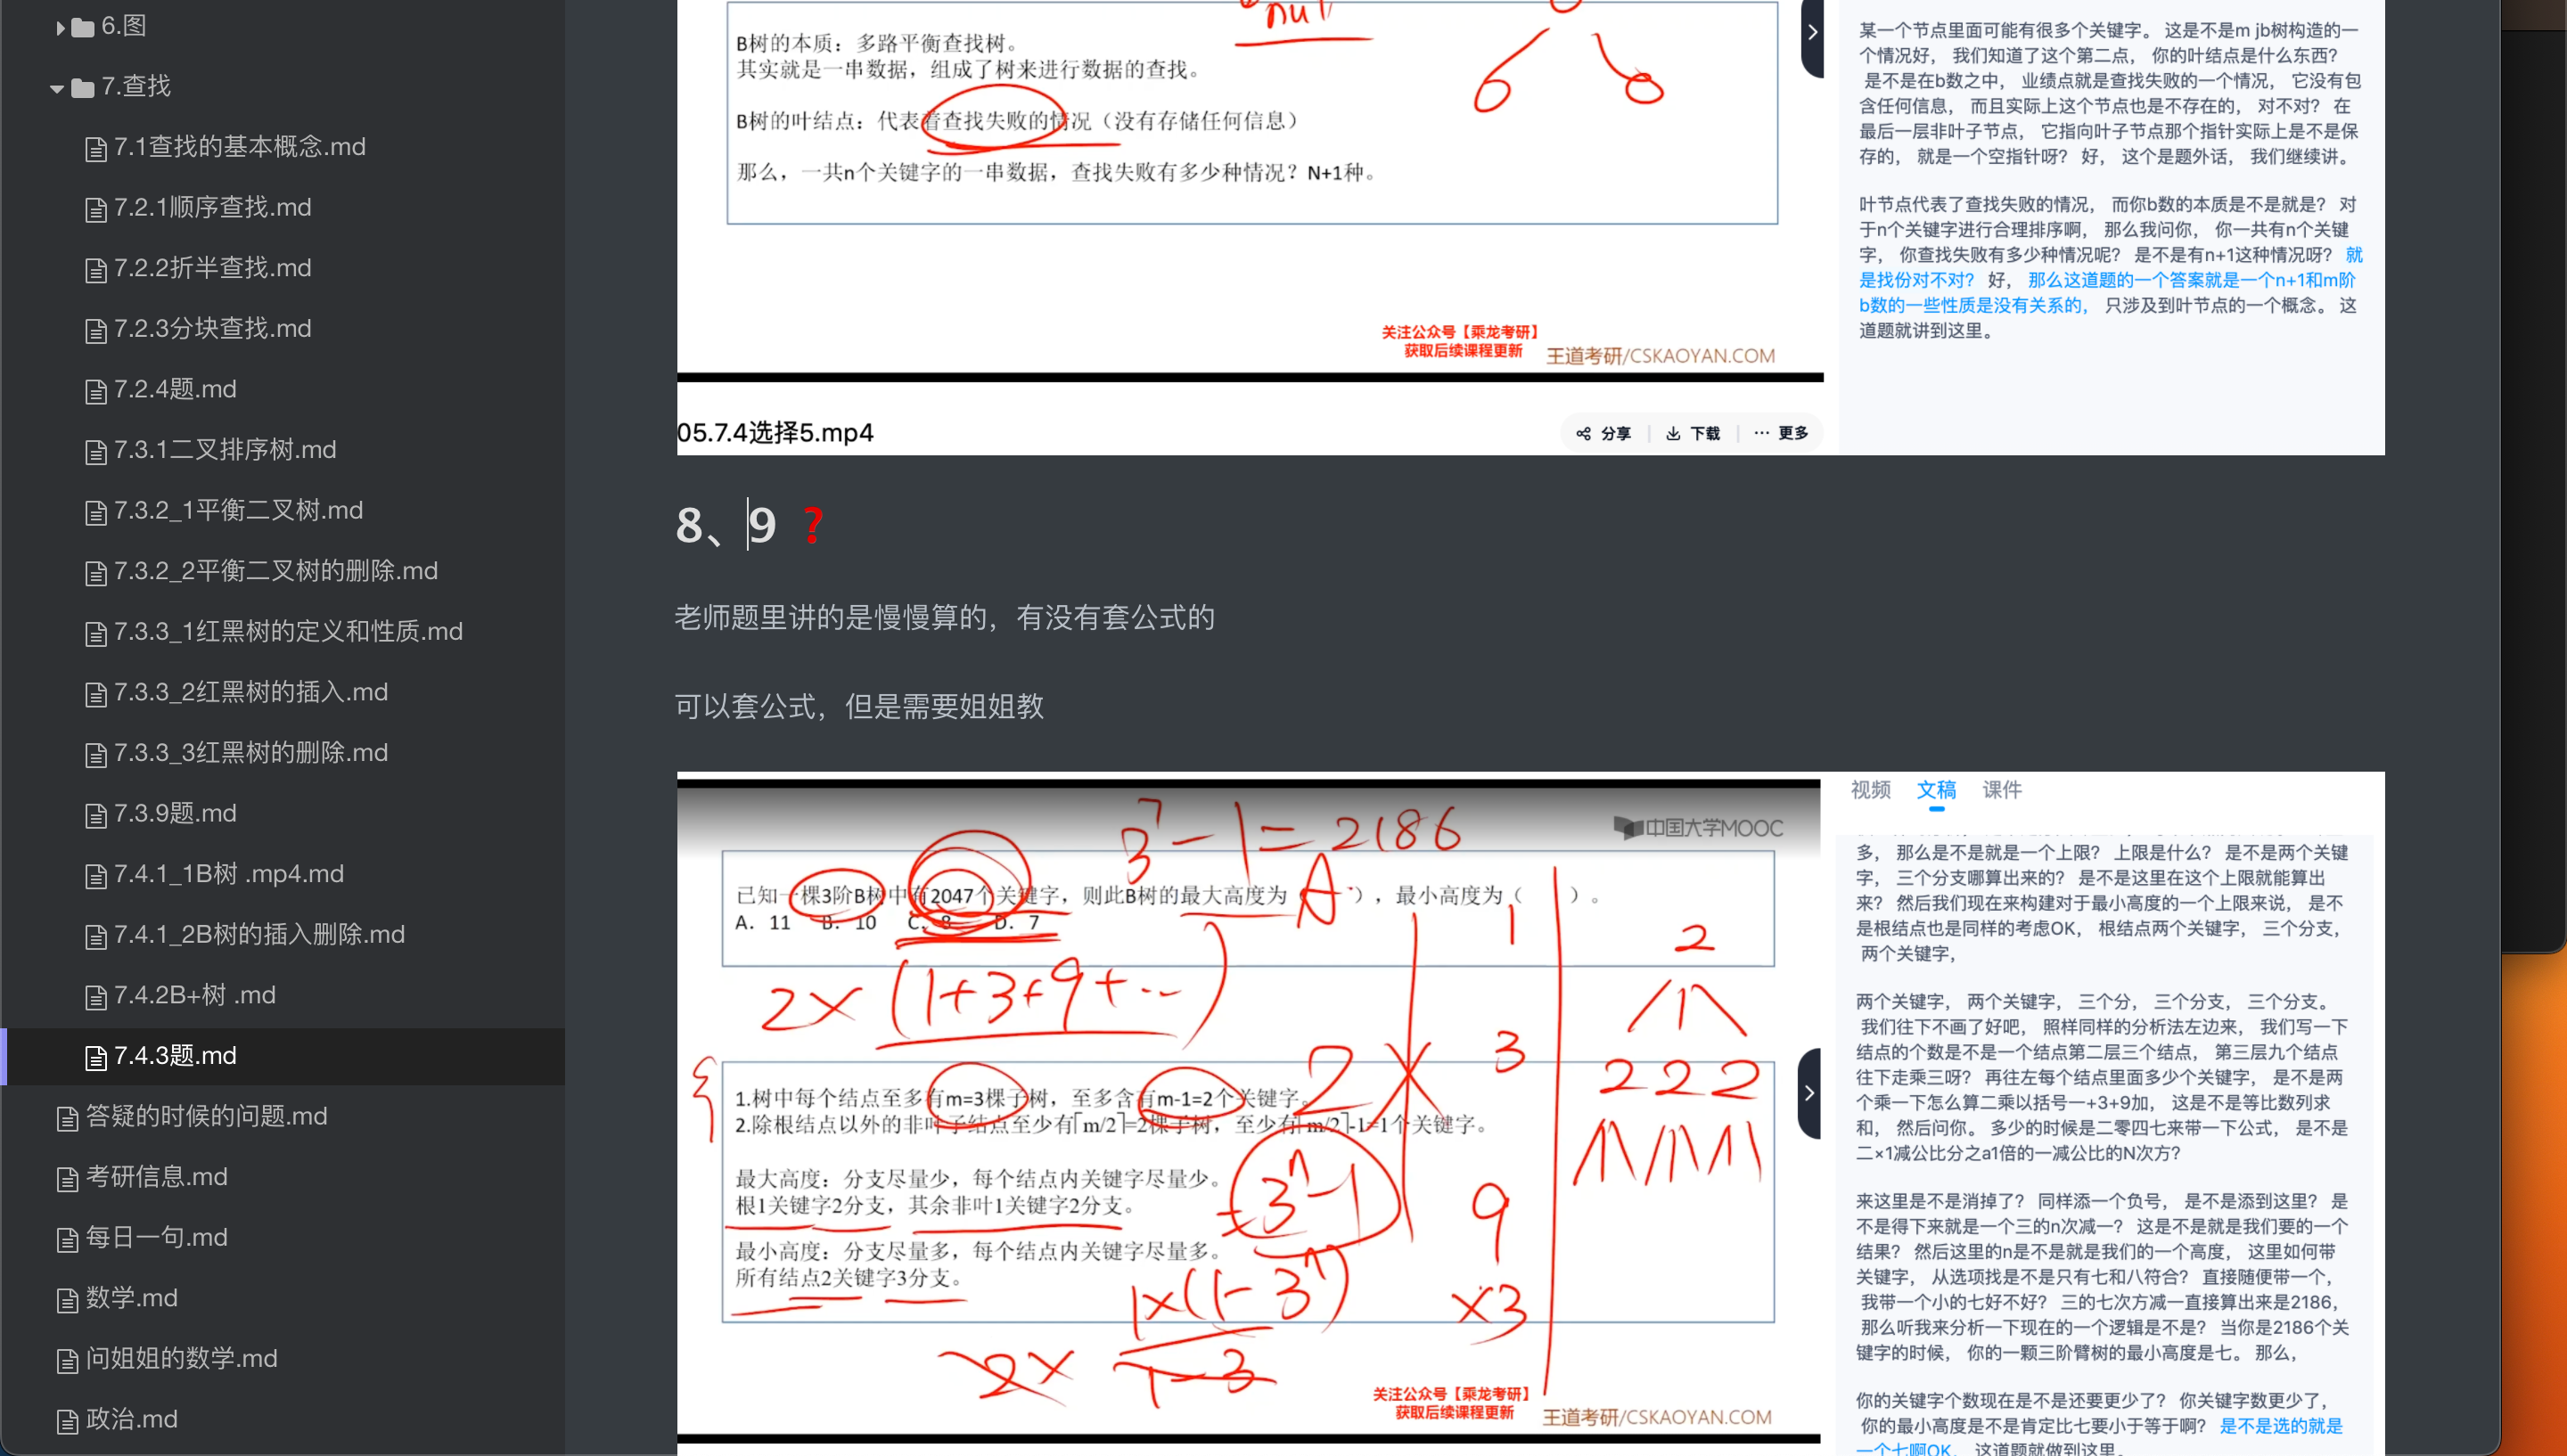 6.图
7.查找
7.1查找的基本概念.md
7.2.1顺序查找.md
7.2.2折半查找.md
7.2.3分块查找.md
7.2.4题.md
7.3.1二叉排序树.md
7.3.2_1平衡二叉树.md
7.3.2_2平衡二叉树的删除.md
7.3.3_1红黑树的定义和性质.md
7.3.3_2红黑树的插入.md
7.3.3_3红黑树的删除.md
7.3.9题.md
7.4.1_1B树 .mp4.md
7.4.1_2B树的插入删除.md
7.4.2B+树 .md
7.4.3题.md
答疑的时候的问题.md
考研信息.md
每日一句.md
数学.md
问姐姐的数学.md
政治.md
null
B树的本质：多路平衡查找树。
其实就是一串数据，组成了树来进行数据的查找。
B树的叶结点：代表着查找失败的情况（没有存储任何信息）
那么，一共n个关键字的一串数据，查找失败有多少种情况？N+1种。
关注公众号【乘龙考研】
获取后续课程更新
王道考研/CSKAOYAN.COM
05.7.4选择5.mp4
分享
下载
更多
某一个节点里面可能有很多个关键字。 这是不是m jb树构造的一
个情况好， 我们知道了这个第二点， 你的叶结点是什么东西？
是不是在b数之中， 业绩点就是查找失败的一个情况， 它没有包
含任何信息， 而且实际上这个节点也是不存在的， 对不对？ 在
最后一层非叶子节点， 它指向叶子节点那个指针实际上是不是保
存的， 就是一个空指针呀？ 好， 这个是题外话， 我们继续讲。
叶节点代表了查找失败的情况， 而你b数的本质是不是就是？ 对
于n个关键字进行合理排序啊， 那么我问你， 你一共有n个关键
字， 你查找失败有多少种情况呢？ 是不是有n+1这种情况呀？ 就
是找份对不对？ 好， 那么这道题的一个答案就是一个n+1和m阶
b数的一些性质是没有关系的， 只涉及到叶节点的一个概念。 这
道题就讲到这里。
8、9 ?
老师题里讲的是慢慢算的，有没有套公式的
可以套公式，但是需要姐姐教
3^7-1=2186
中国大学MOOC
已知一棵3阶B树中有2047个关键字，则此B树的最大高度为（A），最小高度为（ ）。
A. 11 B. 10 C. 8 D. 7
2×(1+3+9+…)
1
3
9
×3
2
2 2 2
2×
1.树中每个结点至多有m=3棵子树，至多含有m-1=2个关键字。
2.除根结点以外的非叶子结点至少有⌈m/2⌉=2棵子树，至少有⌈m/2⌉-1=1个关键字。
最大高度：分支尽量少，每个结点内关键字尽量少。
根1关键字2分支，其余非叶1关键字2分支。
3^n-1
最小高度：分支尽量多，每个结点内关键字尽量多。
所有结点2关键字3分支。
1×(1-3^n)
2×
1-3
关注公众号【乘龙考研】
获取后续课程更新
王道考研/CSKAOYAN.COM
视频 文稿 课件
多， 那么是不是就是一个上限？ 上限是什么？ 是不是两个关键
字， 三个分支哪算出来的？ 是不是这里在这个上限就能算出
来？ 然后我们现在来构建对于最小高度的一个上限来说， 是不
是根结点也是同样的考虑OK， 根结点两个关键字， 三个分支，
两个关键字，
两个关键字， 两个关键字， 三个分， 三个分支， 三个分支。
我们往下不画了好吧， 照样同样的分析法左边来， 我们写一下
结点的个数是不是一个结点第二层三个结点， 第三层九个结点
往下走乘三呀？ 再往左每个结点里面多少个关键字， 是不是两
个乘一下怎么算二乘以括号一+3+9加， 这是不是等比数列求
和， 然后问你。 多少的时候是二零四七来带一下公式， 是不是
二×1减公比分之a1倍的一减公比的N次方？
来这里是不是消掉了？ 同样添一个负号， 是不是添到这里？ 是
不是得下来就是一个三的n次减一？ 这是不是就是我们要的一个
结果？ 然后这里的n是不是就是我们的一个高度， 这里如何带
关键字， 从选项找是不是只有七和八符合？ 直接随便带一个，
我带一个小的七好不好？ 三的七次方减一直接算出来是2186，
那么听我来分析一下现在的一个逻辑是不是？ 当你是2186个关
键字的时候， 你的一颗三阶臂树的最小高度是七。 那么，
你的关键字个数现在是不是还要更少了？ 你关键字数更少了，
你的最小高度是不是肯定比七要小于等于啊？ 是不是选的就是
一个七啊OK， 这道题就做到这里。